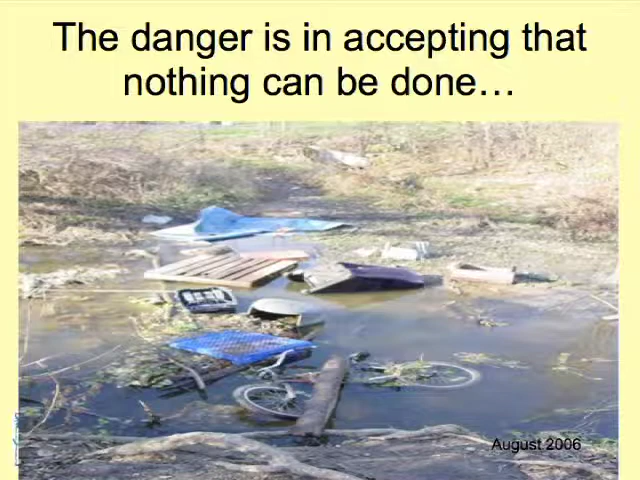 The danger is in accepting that
nothing can be done…
August 2006